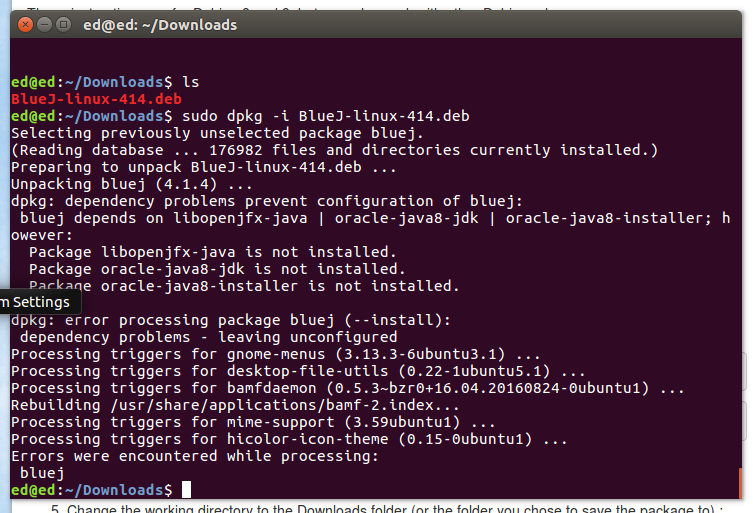 ed@ed: ~/Downloads
ed@ed:~/Downloads$ ls
BlueJ-linux-414.deb
ed@ed:~/Downloads$ sudo dpkg -i BlueJ-linux-414.deb
Selecting previously unselected package bluej.
(Reading database ... 176982 files and directories currently installed.)
Preparing to unpack BlueJ-linux-414.deb ...
Unpacking bluej (4.1.4) ...
dpkg: dependency problems prevent configuration of bluej:
bluej depends on libopenjfx-java | oracle-java8-jdk | oracle-java8-installer; h
owever:
Package libopenjfx-java is not installed.
Package oracle-java8-jdk is not installed.
Package oracle-java8-installer is not installed.
m Settings
dpkg: error processing package bluej (--install):
dependency problems - leaving unconfigured
Processing triggers for gnome-menus (3.13.3-6ubuntu3.1) ...
Processing triggers for desktop-file-utils (0.22-1ubuntu5.1) ...
Processing triggers for bamfdaemon (0.5.3~bzr0+16.04.20160824-0ubuntu1) ...
Rebuilding /usr/share/applications/bamf-2.index...
Processing triggers for mime-support (3.59ubuntu1) ...
Processing triggers for hicolor-icon-theme (0.15-0ubuntu1) ...
Errors were encountered while processing:
bluej
ed@ed:~/Downloads$
5. Change the working directory to the Downloads folder (or the folder you chose to save the package to) :